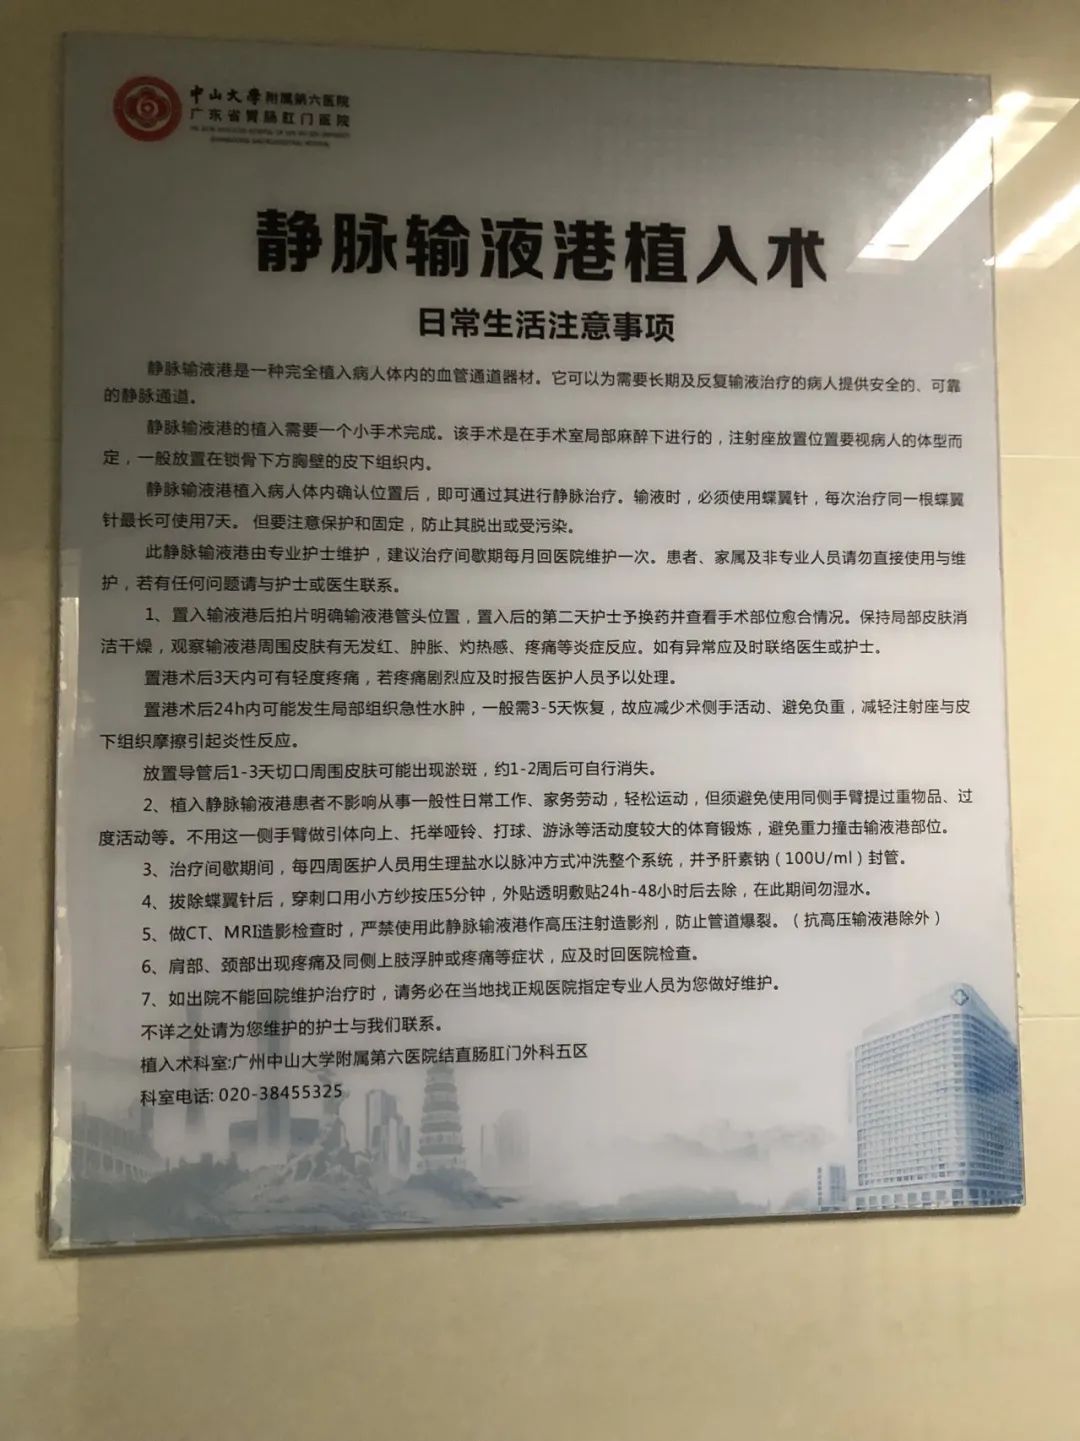 中山大学附属第六医院
广东省胃肠肛门医院
静脉输液港植入术
日常生活注意事项
静脉输液港是一种完全植入病人体内的血管通道器材。它可以为需要长期及反复输液治疗的病人提供安全的、可靠
的静脉通道。
静脉输液港的植入需要一个小手术完成。该手术是在手术室局部麻醉下进行的，注射座放置位置要视病人的体型而
定，一般放置在锁骨下方胸壁的皮下组织内。
静脉输液港植入病人体内确认位置后，即可通过其进行静脉治疗。输液时，必须使用蝶翼针，每次治疗同一根蝶翼
针最长可使用7天。 但要注意保护和固定，防止其脱出或受污染。
此静脉输液港由专业护士维护，建议治疗间歇期每月回医院维护一次。患者、家属及非专业人员请勿直接使用与维
护，若有任何问题请与护士或医生联系。
1、置入输液港后拍片明确输液港管头位置，置入后的第二天护士予换药并查看手术部位愈合情况。保持局部皮肤消
洁干燥，观察输液港周围皮肤有无发红、肿胀、灼热感、疼痛等炎症反应。如有异常应及时联络医生或护士。
置港术后3天内可有轻度疼痛，若疼痛剧烈应及时报告医护人员予以处理。
置港术后24h内可能发生局部组织急性水肿，一般需3-5天恢复，故应减少术侧手活动、避免负重，减轻注射座与皮
下组织摩擦引起炎性反应。
放置导管后1-3天切口周围皮肤可能出现淤斑，约1-2周后可自行消失。
2、植入静脉输液港患者不影响从事一般性日常工作、家务劳动，轻松运动，但须避免使用同侧手臂提过重物品、过
度活动等。不用这一侧手臂做引体向上、托举哑铃、打球、游泳等活动度较大的体育锻炼，避免重力撞击输液港部位。
3、治疗间歇期间，每四周医护人员用生理盐水以脉冲方式冲洗整个系统，并予肝素钠（100U/ml）封管。
4、拔除蝶翼针后，穿刺口用小方纱按压5分钟，外贴透明敷贴24h-48小时后去除，在此期间勿湿水。
5、做CT、MRI造影检查时，严禁使用此静脉输液港作高压注射造影剂，防止管道爆裂。（抗高压输液港除外）
6、肩部、颈部出现疼痛及同侧上肢浮肿或疼痛等症状，应及时回医院检查。
7、如出院不能回院维护治疗时，请务必在当地找正规医院指定专业人员为您做好维护。
不详之处请为您维护的护士与我们联系。
植入术科室:广州中山大学附属第六医院结直肠肛门外科五区
科室电话: 020-38455325